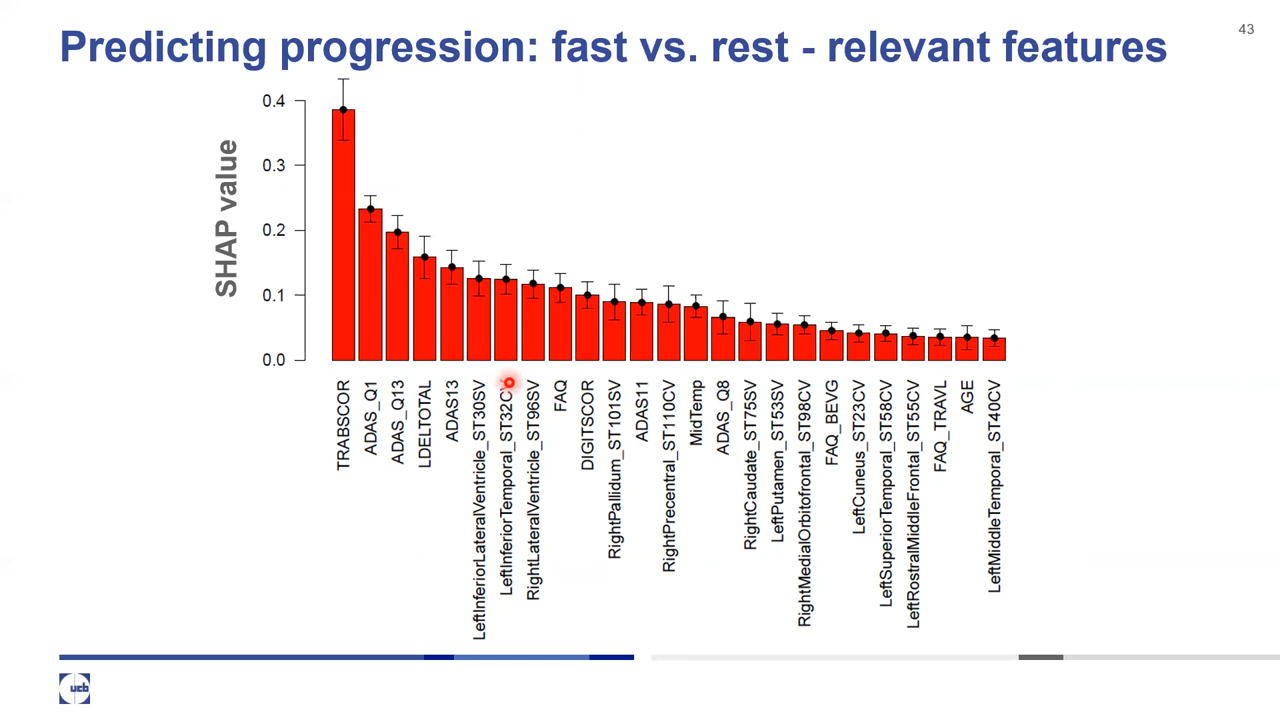 Predicting progression: fast vs. rest - relevant features
43
SHAP value
0.4
0.3
0.2
0.1
0.0
TRABSCOR
ADAS_Q1
ADAS_Q13
LDELTOTAL
ADAS13
LeftInferiorLateralVentricle_ST30SV
LeftInferiorTemporal_ST32CV
RightLateralVentricle_ST96SV
FAQ
DIGITSCOR
RightPallidum_ST101SV
ADAS11
RightPrecentral_ST110CV
MidTemp
ADAS_Q8
RightCaudate_ST75SV
LeftPutamen_ST53SV
RightMedialOrbitofrontal_ST98CV
FAQ_BEVG
LeftCuneus_ST23CV
LeftSuperiorTemporal_ST58CV
LeftRostralMiddleFrontal_ST55CV
FAQ_TRAVL
AGE
LeftMiddleTemporal_ST40CV
ucb